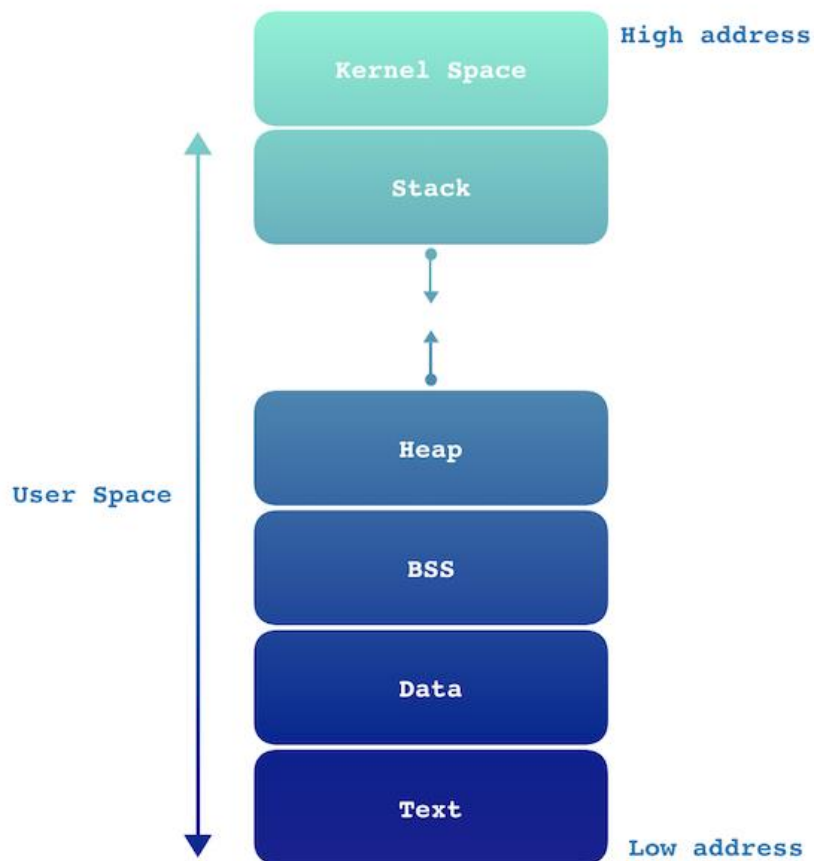 High address
Kernel Space
Stack
Heap
User Space
BSS
Data
Text
Low address